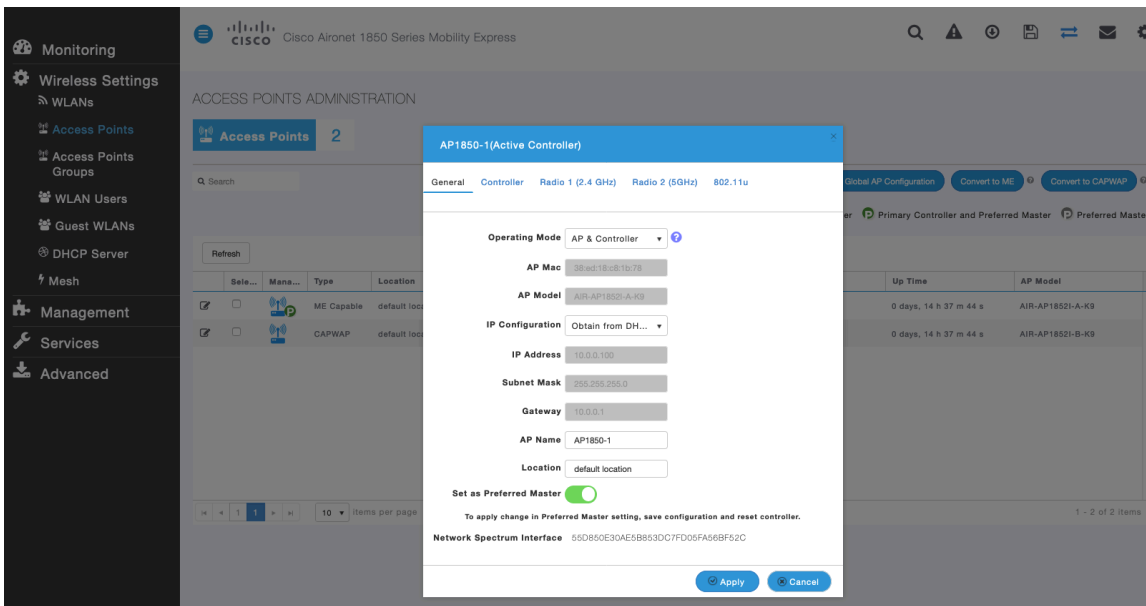 Monitoring
Wireless Settings
WLANs
Access Points
Access Points
Groups
WLAN Users
Guest WLANs
DHCP Server
Mesh
Management
Services
Advanced
CISCO Cisco Aironet 1850 Series Mobility Express
ACCESS POINTS ADMINISTRATION
Access Points 2
Search
Global AP Configuration Convert to ME Convert to CAPWAP
er P Primary Controller and Preferred Master P Preferred Maste
Refresh
Sele... Mana... Type Location Up Time AP Model
P ME Capable default loca 0 days, 14 h 37 m 44 s AIR-AP1852I-A-K9
CAPWAP default loca 0 days, 14 h 37 m 44 s AIR-AP1852I-B-K9
1 1 10 items per page 1 - 2 of 2 items
AP1850-1(Active Controller) ×
General Controller Radio 1 (2.4 GHz) Radio 2 (5GHz) 802.11u
Operating Mode AP & Controller ?
AP Mac 38:ed:18:c8:1b:78
AP Model AIR-AP1852I-A-K9
IP Configuration Obtain from DH...
IP Address 10.0.0.100
Subnet Mask 255.255.255.0
Gateway 10.0.0.1
AP Name AP1850-1
Location default location
Set as Preferred Master
To apply change in Preferred Master setting, save configuration and reset controller.
Network Spectrum Interface 55D850E30AE5B853DC7FD05FA56BF52C
Apply Cancel